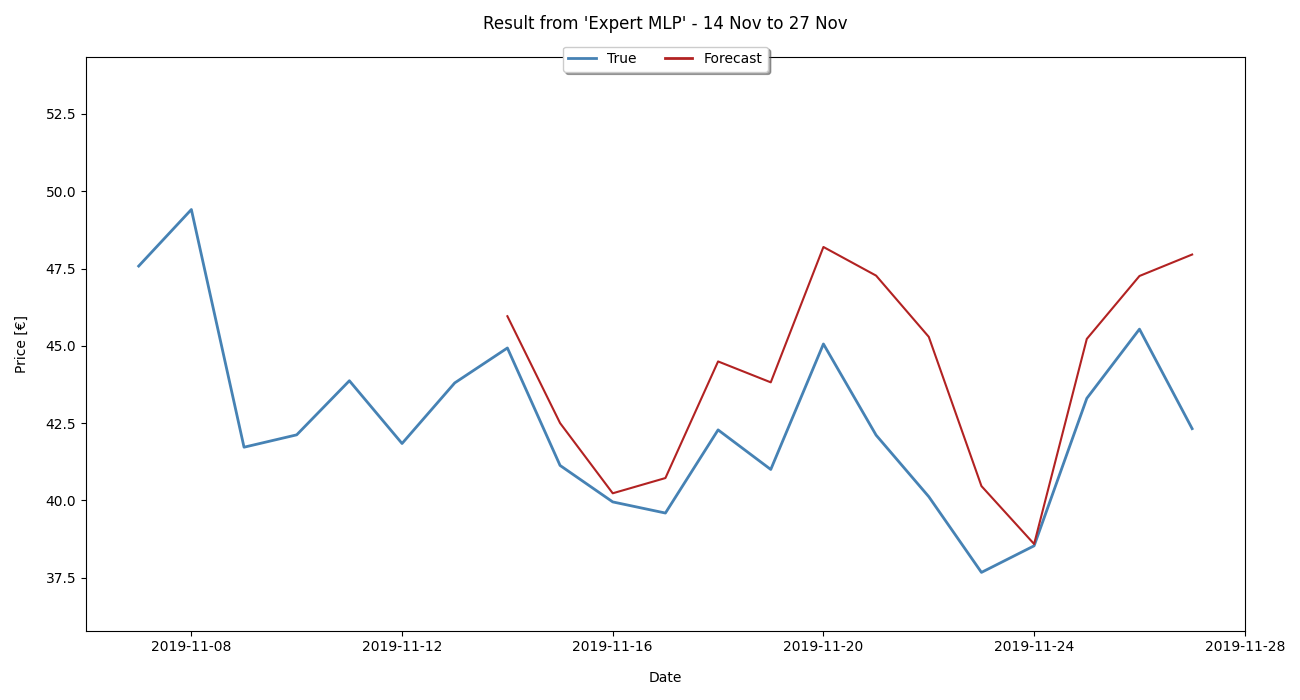 Result from 'Expert MLP' - 14 Nov to 27 Nov
True Forecast
52.5
50.0
47.5
45.0
42.5
40.0
37.5
Price [€]
2019-11-08 2019-11-12 2019-11-16 2019-11-20 2019-11-24 2019-11-28
Date